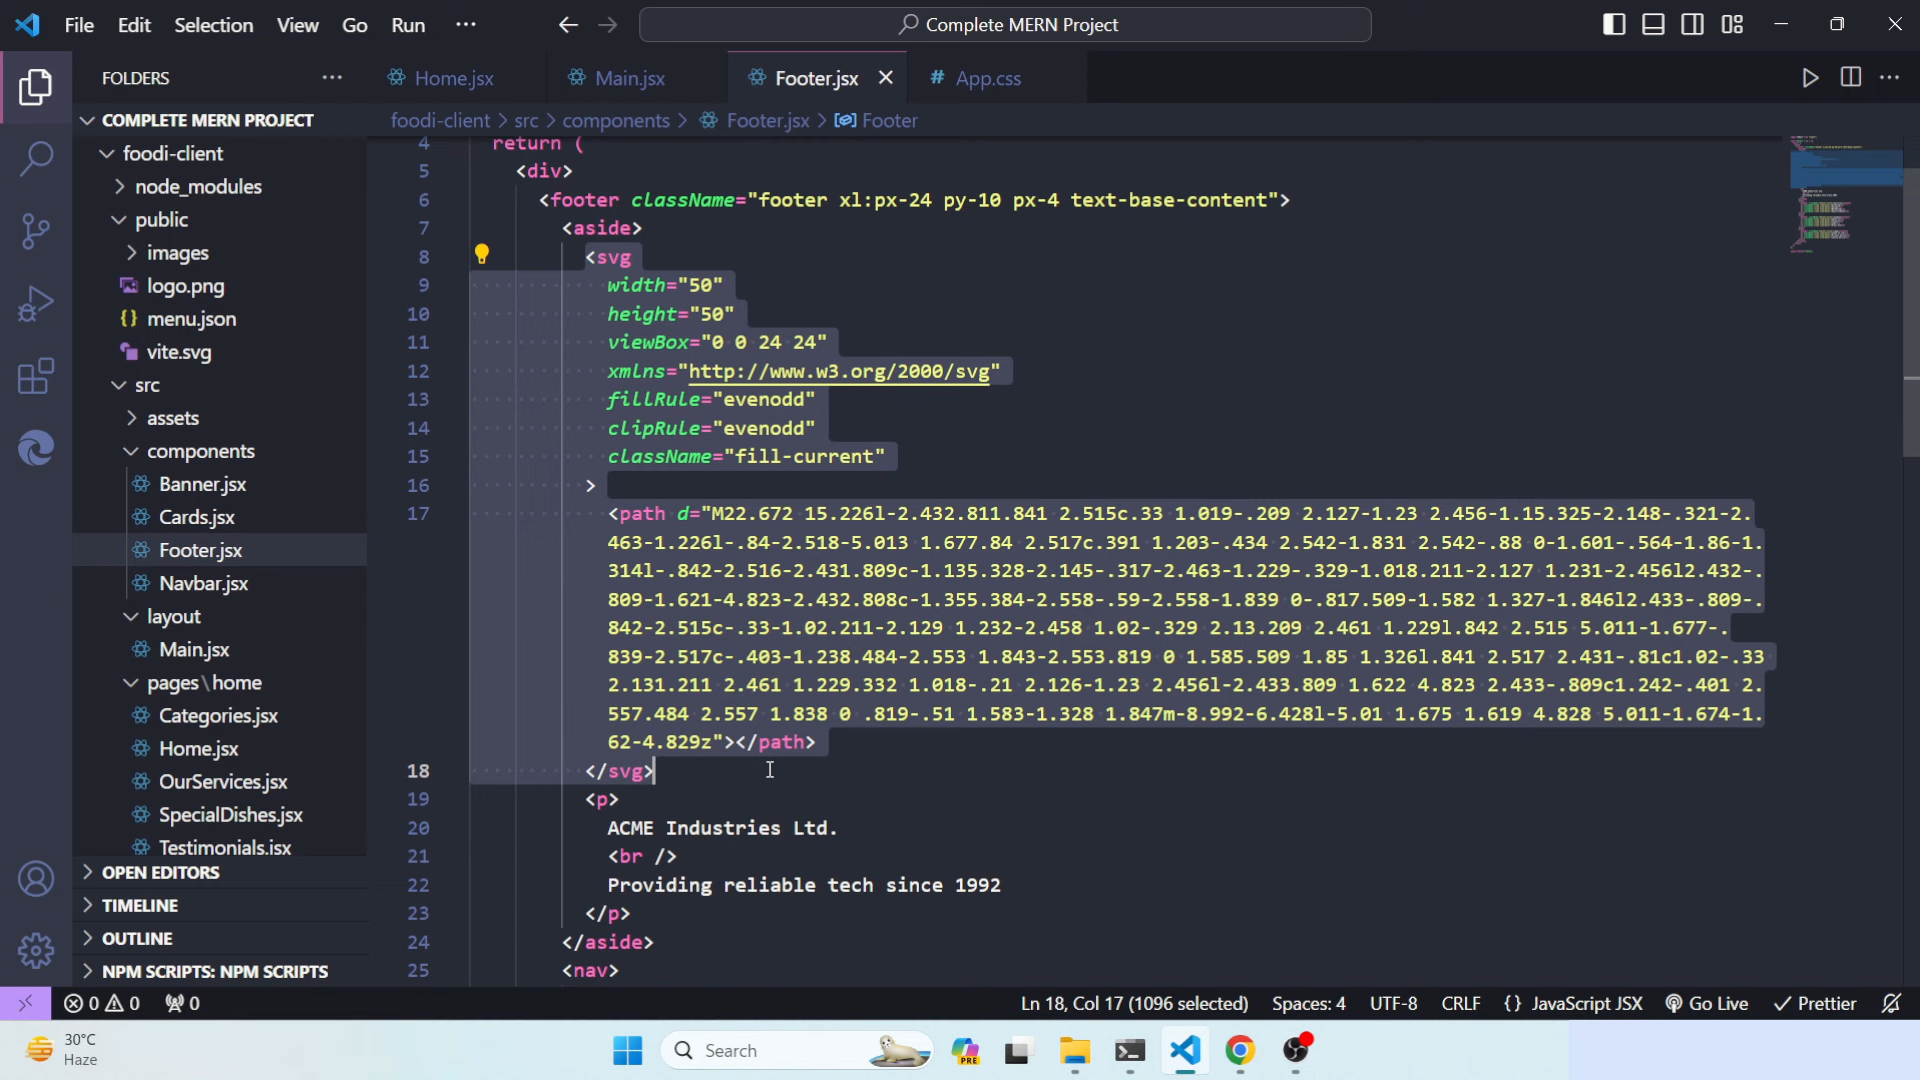 File Edit Selection View Go Run ··· Complete MERN Project
FOLDERS ···
Home.jsx Main.jsx Footer.jsx # App.css
COMPLETE MERN PROJECT
foodi-client
node_modules
public
images
logo.png
{} menu.json
vite.svg
src
assets
components
Banner.jsx
Cards.jsx
Footer.jsx
Navbar.jsx
layout
Main.jsx
pages\home
Categories.jsx
Home.jsx
OurServices.jsx
SpecialDishes.jsx
Testimonials.jsx
OPEN EDITORS
TIMELINE
OUTLINE
NPM SCRIPTS: NPM SCRIPTS
foodi-client > src > components > Footer.jsx > Footer
4 return (
5 <div>
6 <footer className="footer xl:px-24 py-10 px-4 text-base-content">
7 <aside>
8 <svg
9 width="50"
10 height="50"
11 viewBox="0 0 24 24"
12 xmlns="http://www.w3.org/2000/svg"
13 fillRule="evenodd"
14 clipRule="evenodd"
15 className="fill-current"
16 >
17 <path d="M22.672 15.226l-2.432.811.841 2.515c.33 1.019-.209 2.127-1.23 2.456-1.15.325-2.148-.321-2.
463-1.226l-.84-2.518-5.013 1.677.84 2.517c.391 1.203-.434 2.542-1.831 2.542-.88 0-1.601-.564-1.86-1.
314l-.842-2.516-2.431.809c-1.135.328-2.145-.317-2.463-1.229-.329-1.018.211-2.127 1.231-2.456l2.432-.
809-1.621-4.823-2.432.808c-1.355.384-2.558-.59-2.558-1.839 0-.817.509-1.582 1.327-1.846l2.433-.809-.
842-2.515c-.33-1.02.211-2.129 1.232-2.458 1.02-.329 2.13.209 2.461 1.229l.842 2.515 5.011-1.677-.
839-2.517c-.403-1.238.484-2.553 1.843-2.553.819 0 1.585.509 1.85 1.326l.841 2.517 2.431-.81c1.02-.33
2.131.211 2.461 1.229.332 1.018-.21 2.126-1.23 2.456l-2.433.809 1.622 4.823 2.433-.809c1.242-.401 2.
557.484 2.557 1.838 0 .819-.51 1.583-1.328 1.847m-8.992-6.428l-5.01 1.675 1.619 4.828 5.011-1.674-1.
62-4.829z"></path>
18 </svg>
19 <p>
20 ACME Industries Ltd.
21 <br />
22 Providing reliable tech since 1992
23 </p>
24 </aside>
25 <nav>
0 0 0 Ln 18, Col 17 (1096 selected) Spaces: 4 UTF-8 CRLF {} JavaScript JSX Go Live Prettier
30°C
Haze
Search
PRE